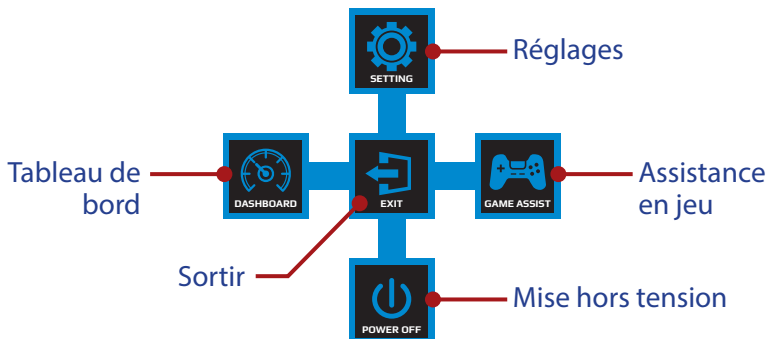 SETTING
Réglages
Tableau de
bord
DASHBOARD
EXIT
GAME ASSIST
Assistance
en jeu
Sortir
POWER OFF
Mise hors tension